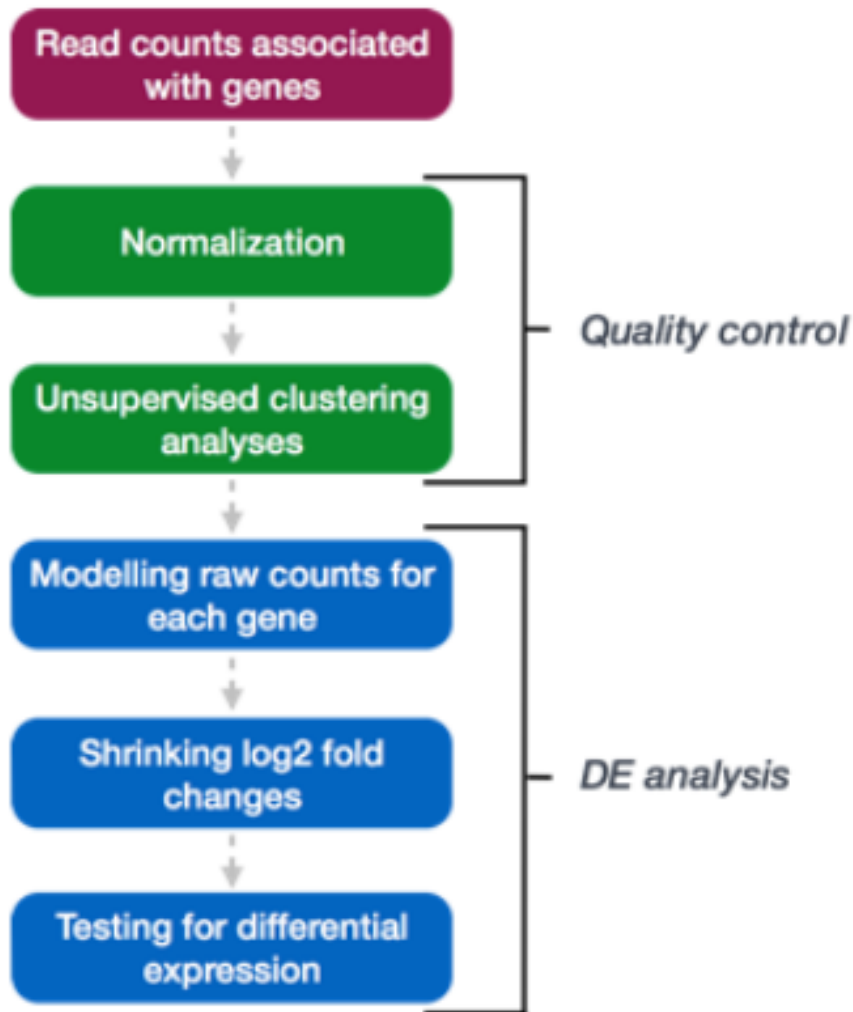 Read counts associated
with genes
Normalization
Quality control
Unsupervised clustering
analyses
Modelling raw counts for
each gene
Shrinking log2 fold
changes
DE analysis
Testing for differential
expression